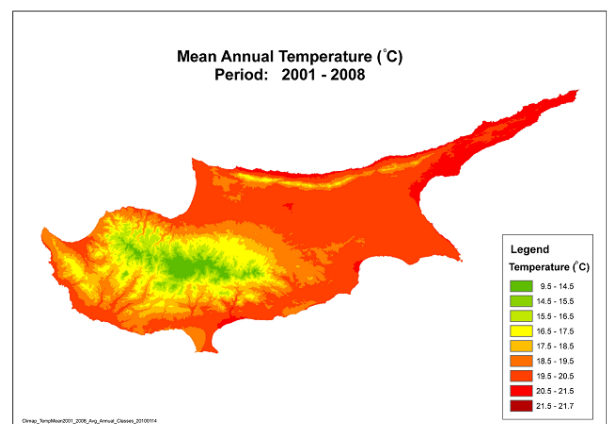 Mean Annual Temperature (°C)
Period: 2001 - 2008
Legend
Temperature (°C)
9.5 - 14.5
14.5 - 15.5
15.5 - 16.5
16.5 - 17.5
17.5 - 18.5
18.5 - 19.5
19.5 - 20.5
20.5 - 21.5
21.5 - 21.7
Climap_TempMean2001_2008_Avg_Annual_Classes_20100114